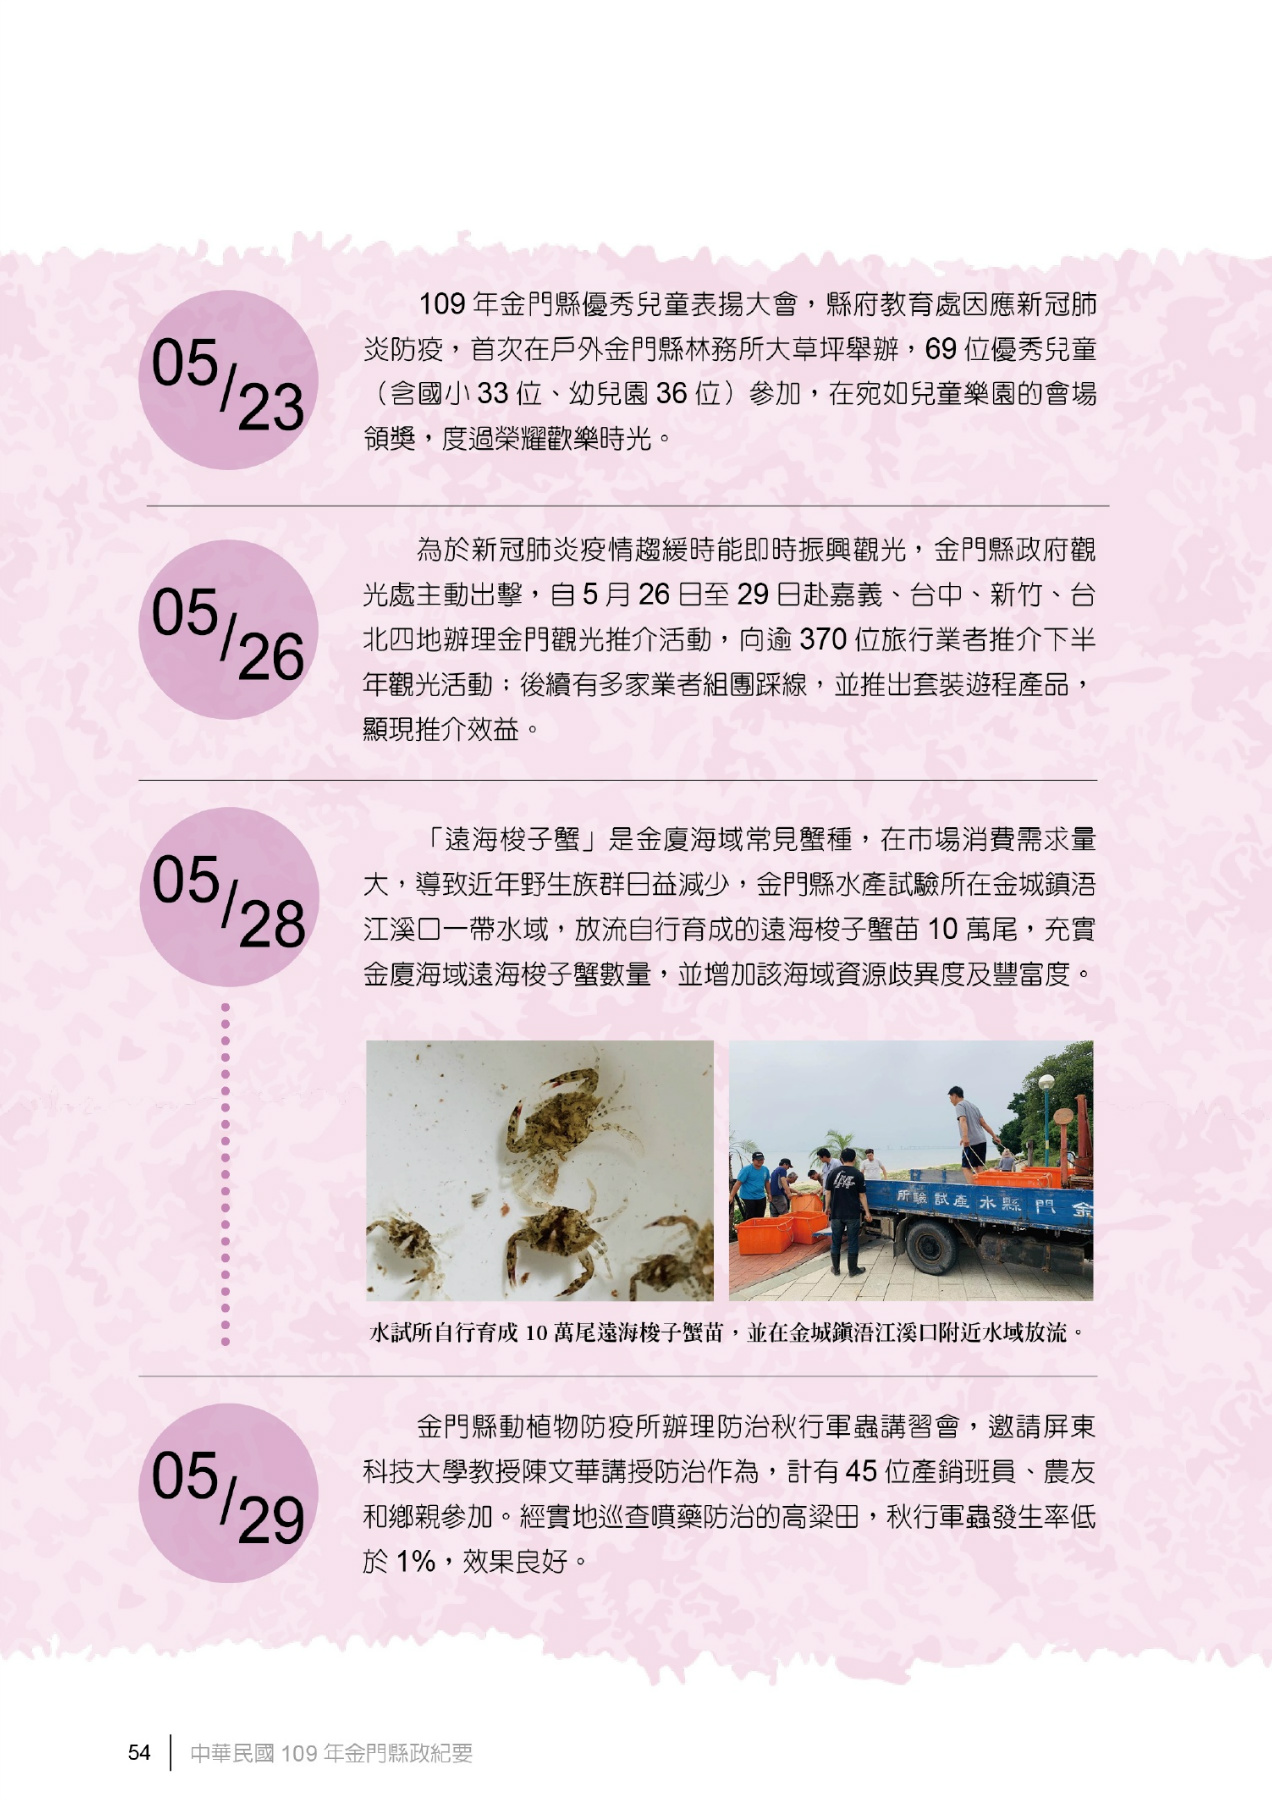 05/23
109 年金門縣優秀兒童表揚大會，縣府教育處因應新冠肺
炎防疫，首次在戶外金門縣林務所大草坪舉辦，69 位優秀兒童
（含國小 33 位、幼兒園 36 位）參加，在宛如兒童樂園的會場
領獎，度過榮耀歡樂時光。
05/26
為於新冠肺炎疫情趨緩時能即時振興觀光，金門縣政府觀
光處主動出擊，自 5 月 26 日至 29 日赴嘉義、台中、新竹、台
北四地辦理金門觀光推介活動，向逾 370 位旅行業者推介下半
年觀光活動；後續有多家業者組團踩線，並推出套裝遊程產品，
顯現推介效益。
05/28
「遠海梭子蟹」是金廈海域常見蟹種，在市場消費需求量
大，導致近年野生族群日益減少，金門縣水產試驗所在金城鎮浯
江溪口一帶水域，放流自行育成的遠海梭子蟹苗 10 萬尾，充實
金廈海域遠海梭子蟹數量，並增加該海域資源歧異度及豐富度。
所驗試產水縣門金
水試所自行育成 10 萬尾遠海梭子蟹苗，並在金城鎮浯江溪口附近水域放流。
05/29
金門縣動植物防疫所辦理防治秋行軍蟲講習會，邀請屏東
科技大學教授陳文華講授防治作為，計有 45 位產銷班員、農友
和鄉親參加。經實地巡查噴藥防治的高粱田，秋行軍蟲發生率低
於 1%，效果良好。
54
中華民國 109 年金門縣政紀要